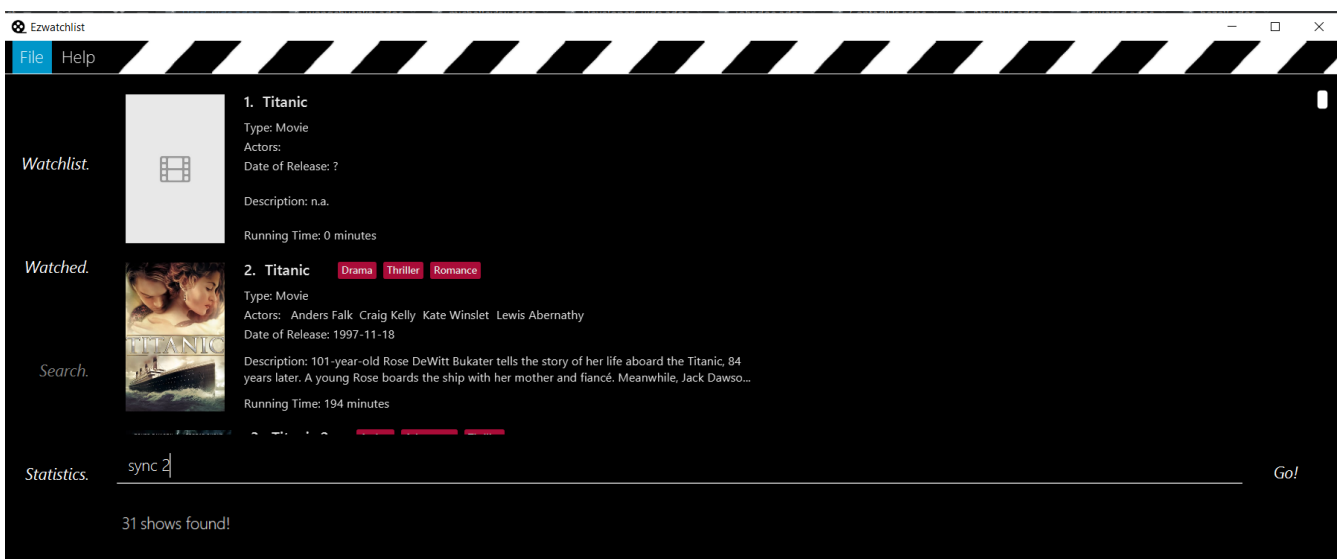 Ezwatchlist
File Help
Watchlist.
Watched.
Search.
Statistics.
1. Titanic
Type: Movie
Actors:
Date of Release: ?
Description: n.a.
Running Time: 0 minutes
TITANIC
2. Titanic Drama Thriller Romance
Type: Movie
Actors: Anders Falk Craig Kelly Kate Winslet Lewis Abernathy
Date of Release: 1997-11-18
Description: 101-year-old Rose DeWitt Bukater tells the story of her life aboard the Titanic, 84
years later. A young Rose boards the ship with her mother and fiancé. Meanwhile, Jack Dawso...
Running Time: 194 minutes
sync 2
Go!
31 shows found!